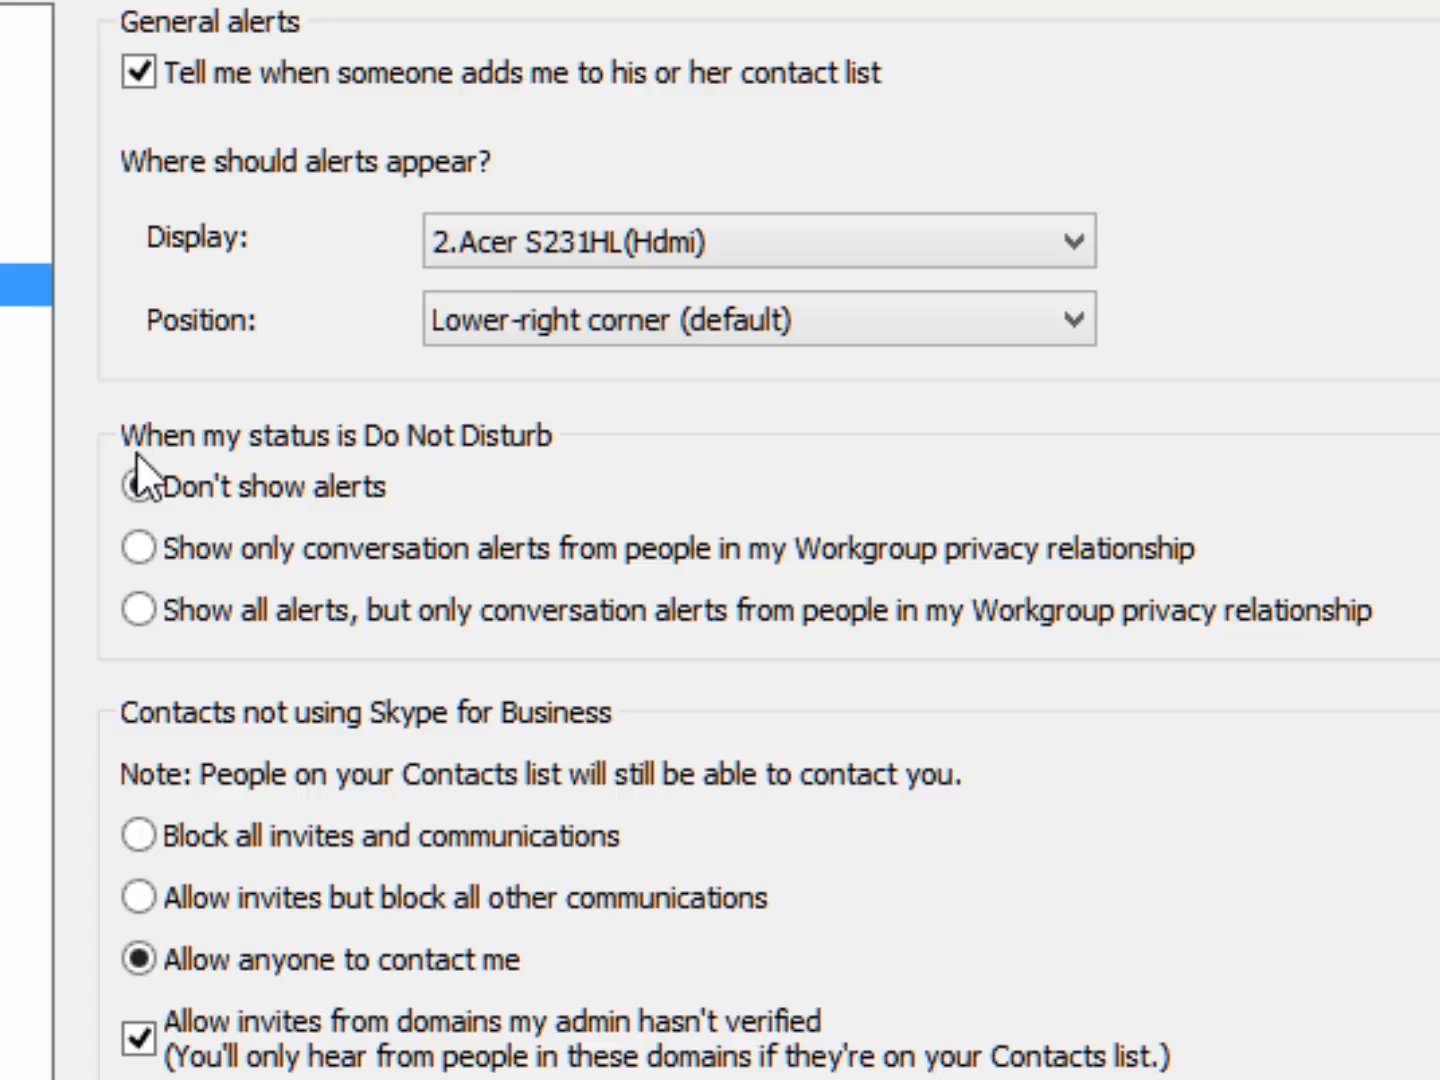 General alerts
Tell me when someone adds me to his or her contact list
Where should alerts appear?
Display:
2.Acer S231HL(Hdmi)
Position:
Lower-right corner (default)
When my status is Do Not Disturb
Don't show alerts
Show only conversation alerts from people in my Workgroup privacy relationship
Show all alerts, but only conversation alerts from people in my Workgroup privacy relationship
Contacts not using Skype for Business
Note: People on your Contacts list will still be able to contact you.
Block all invites and communications
Allow invites but block all other communications
Allow anyone to contact me
Allow invites from domains my admin hasn't verified
(You'll only hear from people in these domains if they're on your Contacts list.)